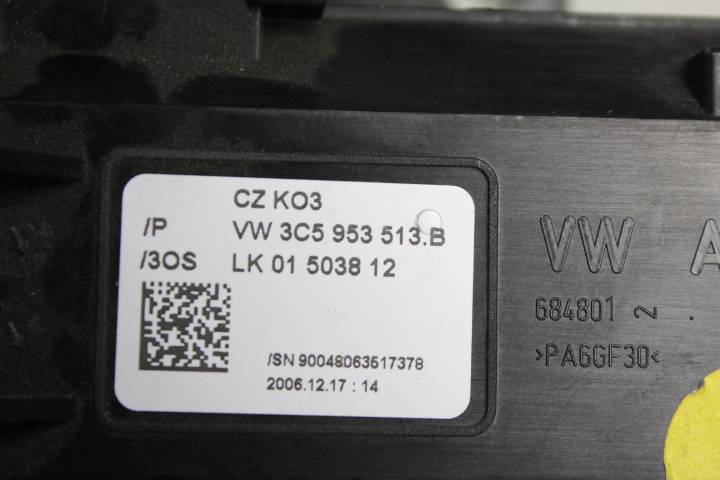 CZ KO3
/P VW 3C5 953 513.B
/3OS LK 01 5038 12
/SN 90048063517378
2006.12.17 : 14
VW A
684801 2 .
>PA6GF30<